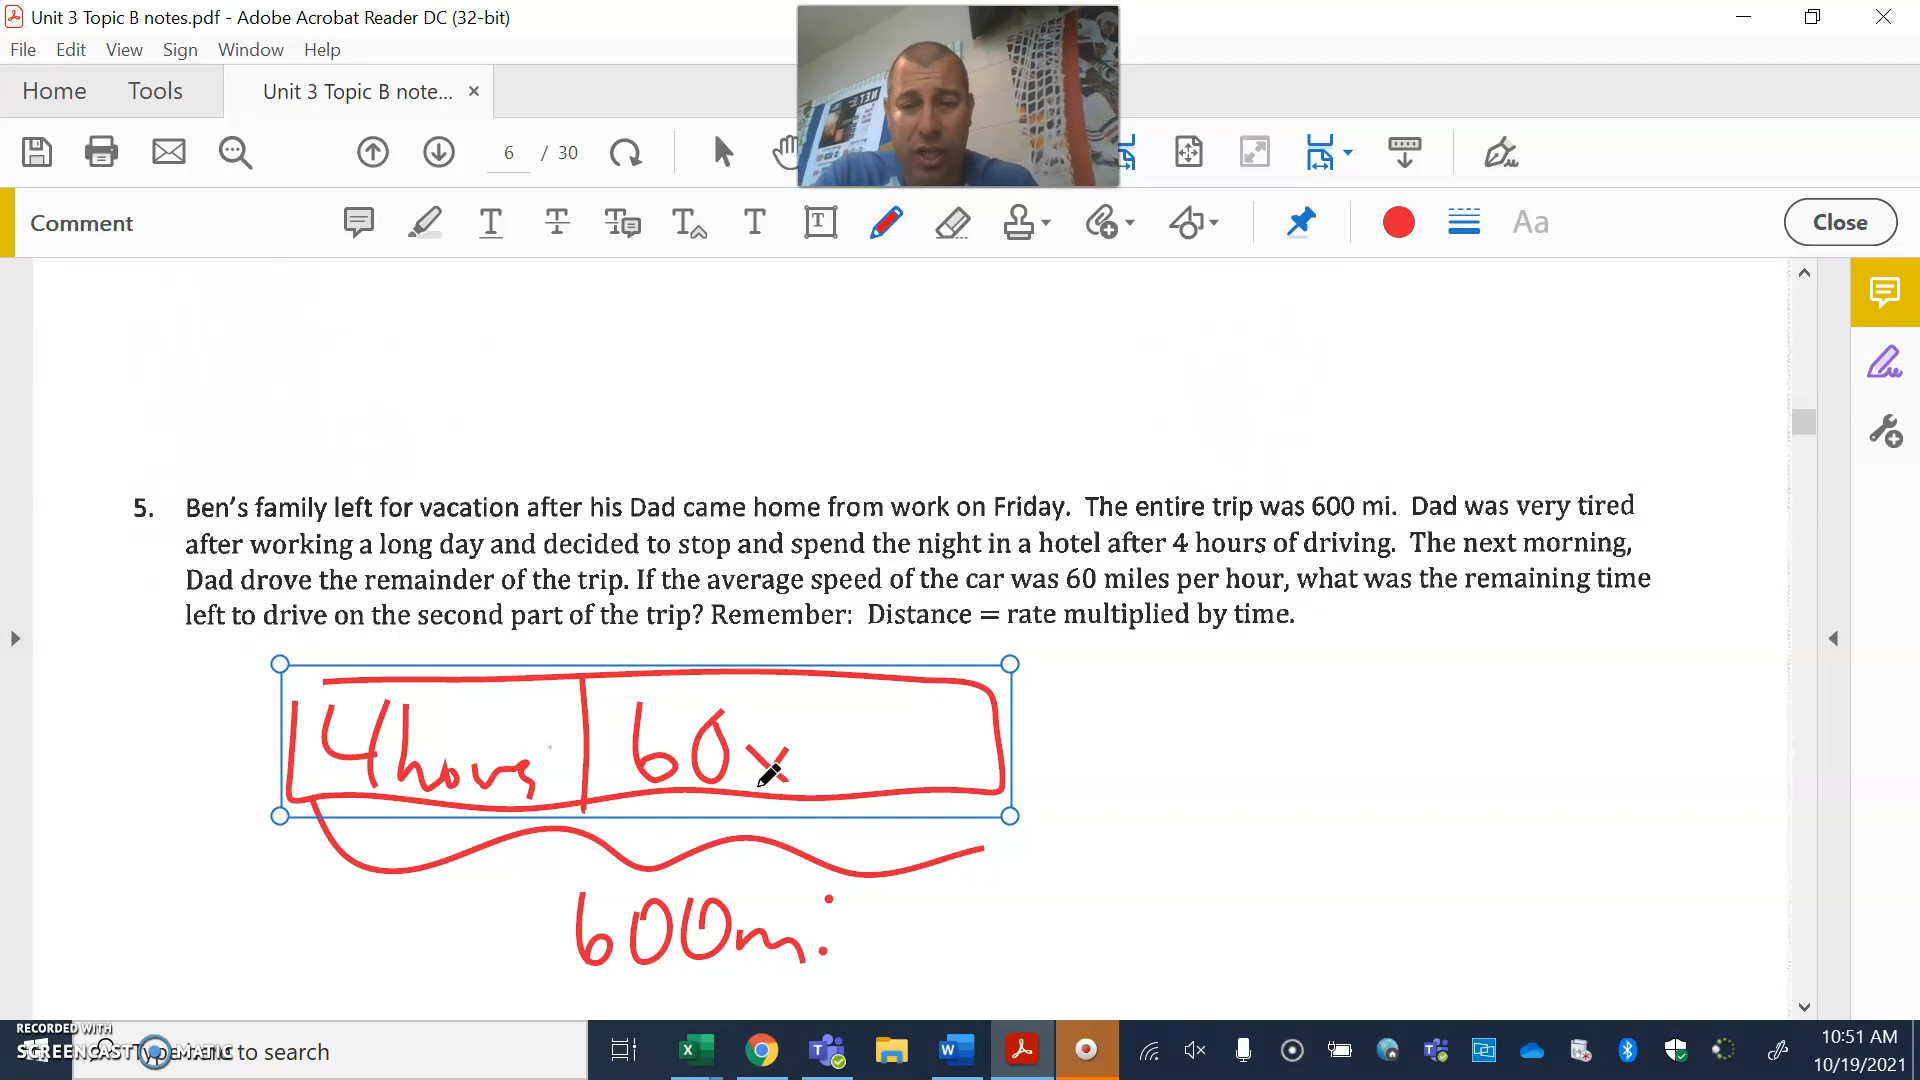 Unit 3 Topic B notes.pdf - Adobe Acrobat Reader DC (32-bit)
File Edit View Sign Window Help
Home Tools Unit 3 Topic B note... ×
6 / 30
Comment Aa Close
5. Ben's family left for vacation after his Dad came home from work on Friday. The entire trip was 600 mi. Dad was very tired
after working a long day and decided to stop and spend the night in a hotel after 4 hours of driving. The next morning,
Dad drove the remainder of the trip. If the average speed of the car was 60 miles per hour, what was the remaining time
left to drive on the second part of the trip? Remember: Distance = rate multiplied by time.
4 hours 60x
600mi
RECORDED WITH
SCREENCAST MATIC
to search
10:51 AM
10/19/2021